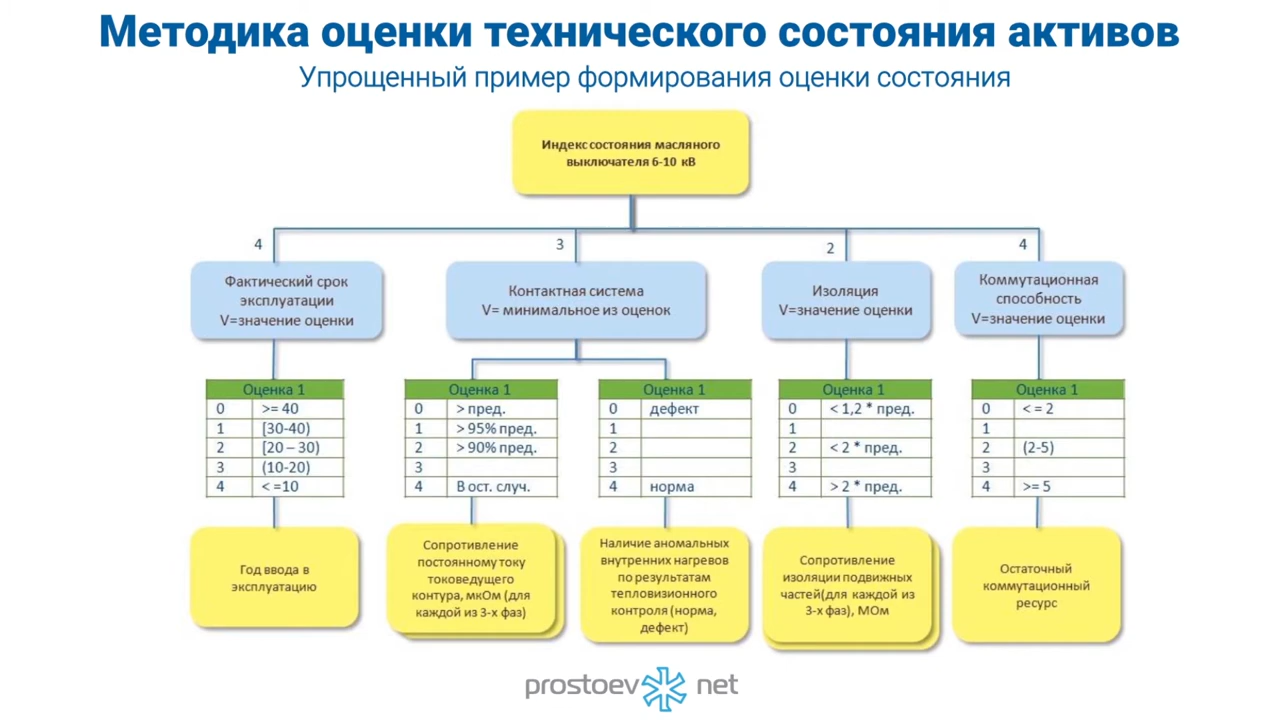 Методика оценки технического состояния активов
Упрощенный пример формирования оценки состояния
Индекс состояния масляного
выключателя 6-10 кВ
4
3
2
4
Фактический срок
эксплуатации
V=значение оценки
Контактная система
V= минимальное из оценок
Изоляция
V=значение оценки
Коммутационная
способность
V=значение оценки
Оценка 1
0 >= 40
1 [30-40)
2 [20 – 30)
3 (10-20)
4 < =10
Оценка 1
0 > пред.
1 > 95% пред.
2 > 90% пред.
3
4 В ост. случ.
Оценка 1
0 дефект
1
2
3
4 норма
Оценка 1
0 < 1,2 * пред.
1
2 < 2 * пред.
3
4 > 2 * пред.
Оценка 1
0 < = 2
1
2 (2-5)
3
4 >= 5
Год ввода в
эксплуатацию
Сопротивление
постоянному току
токоведущего
контура, мкОм (для
каждой из 3-х фаз)
Наличие аномальных
внутренних нагревов
по результатам
тепловизионного
контроля (норма,
дефект)
Сопротивление
изоляции подвижных
частей(для каждой из
3-х фаз), МОм
Остаточный
коммутационный
ресурс
prostoev net